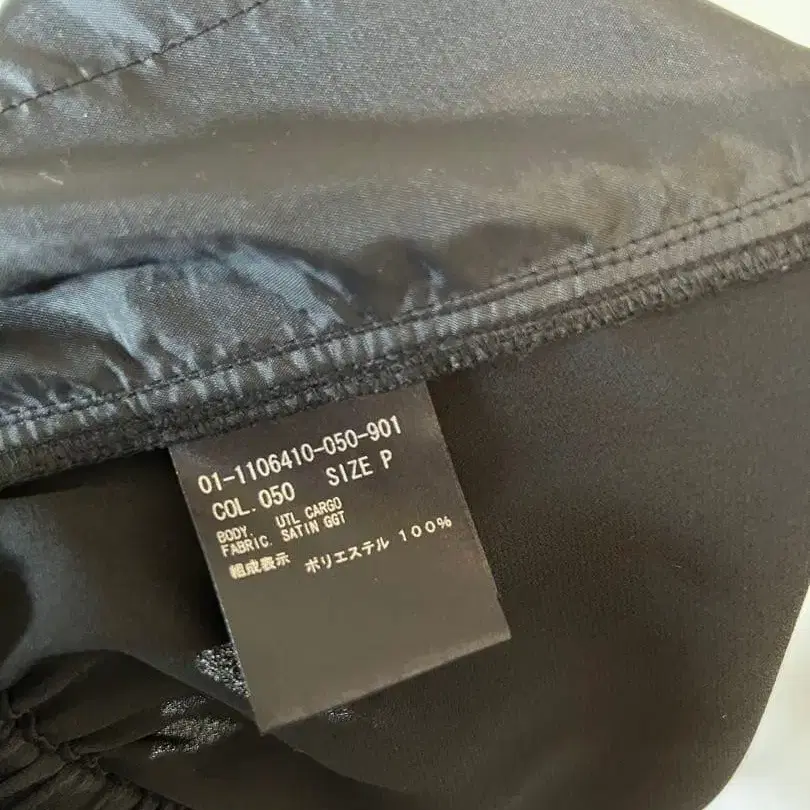 01-1106410-050-901
COL.050 SIZE P
BODY. UTL CARGO
FABRIC. SATIN GGT
組成表示 ポリエステル 100%